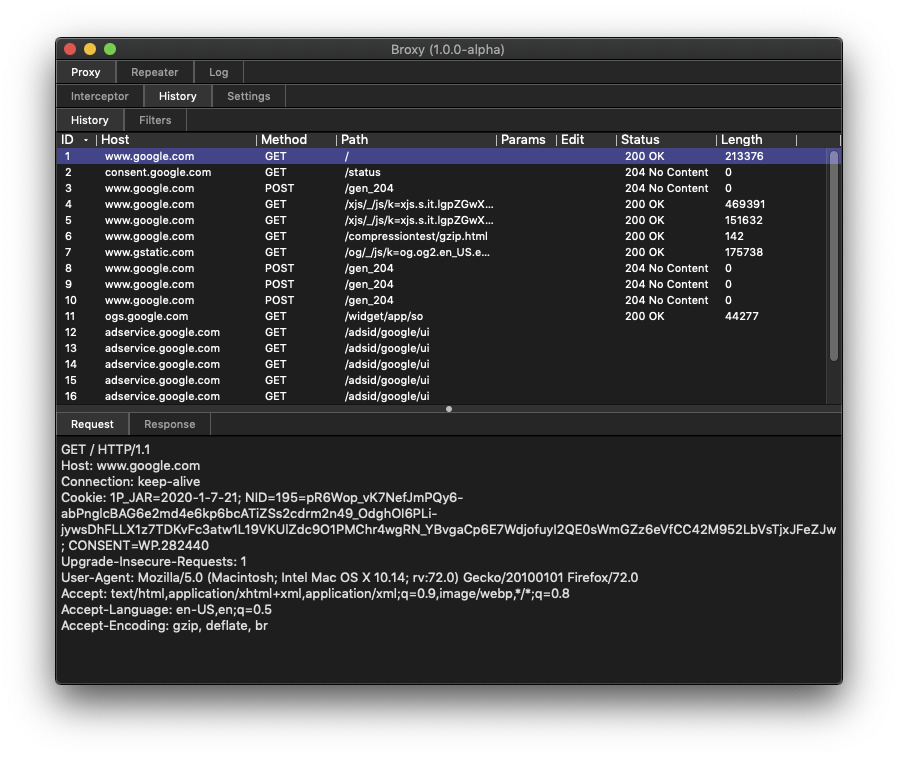 Broxy (1.0.0-alpha)
Proxy Repeater Log
Interceptor History Settings
History Filters
ID Host Method Path Params Edit Status Length
1 www.google.com GET / 200 OK 213376
2 consent.google.com GET /status 204 No Content 0
3 www.google.com POST /gen_204 204 No Content 0
4 www.google.com GET /xjs/_/js/k=xjs.s.it.lgpZGwX... 200 OK 469391
5 www.google.com GET /xjs/_/js/k=xjs.s.it.lgpZGwX... 200 OK 151632
6 www.google.com GET /compressiontest/gzip.html 200 OK 142
7 www.gstatic.com GET /og/_/js/k=og.og2.en_US.e... 200 OK 175738
8 www.google.com POST /gen_204 204 No Content 0
9 www.google.com POST /gen_204 204 No Content 0
10 www.google.com POST /gen_204 204 No Content 0
11 ogs.google.com GET /widget/app/so 200 OK 44277
12 adservice.google.com GET /adsid/google/ui
13 adservice.google.com GET /adsid/google/ui
14 adservice.google.com GET /adsid/google/ui
15 adservice.google.com GET /adsid/google/ui
16 adservice.google.com GET /adsid/google/ui
Request Response
GET / HTTP/1.1
Host: www.google.com
Connection: keep-alive
Cookie: 1P_JAR=2020-1-7-21; NID=195=pR6Wop_vK7NefJmPQy6-
abPnglcBAG6e2md4e6kp6bcATiZSs2cdrm2n49_OdghOI6PLi-
jywsDhFLLX1z7TDKvFc3atw1L19VKUIZdc9O1PMChr4wgRN_YBvgaCp6E7Wdjofuyl2QE0sWmGZz6eVfCC42M952LbVsTjxJFeZJw
; CONSENT=WP.282440
Upgrade-Insecure-Requests: 1
User-Agent: Mozilla/5.0 (Macintosh; Intel Mac OS X 10.14; rv:72.0) Gecko/20100101 Firefox/72.0
Accept: text/html,application/xhtml+xml,application/xml;q=0.9,image/webp,*/*;q=0.8
Accept-Language: en-US,en;q=0.5
Accept-Encoding: gzip, deflate, br